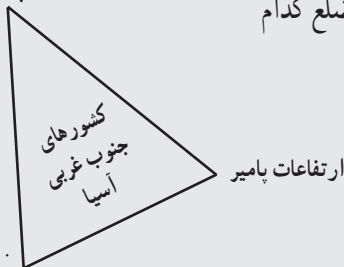 ضلع کدام
کشورهای
جنوب غربی
آسیا
ارتفاعات پامیر